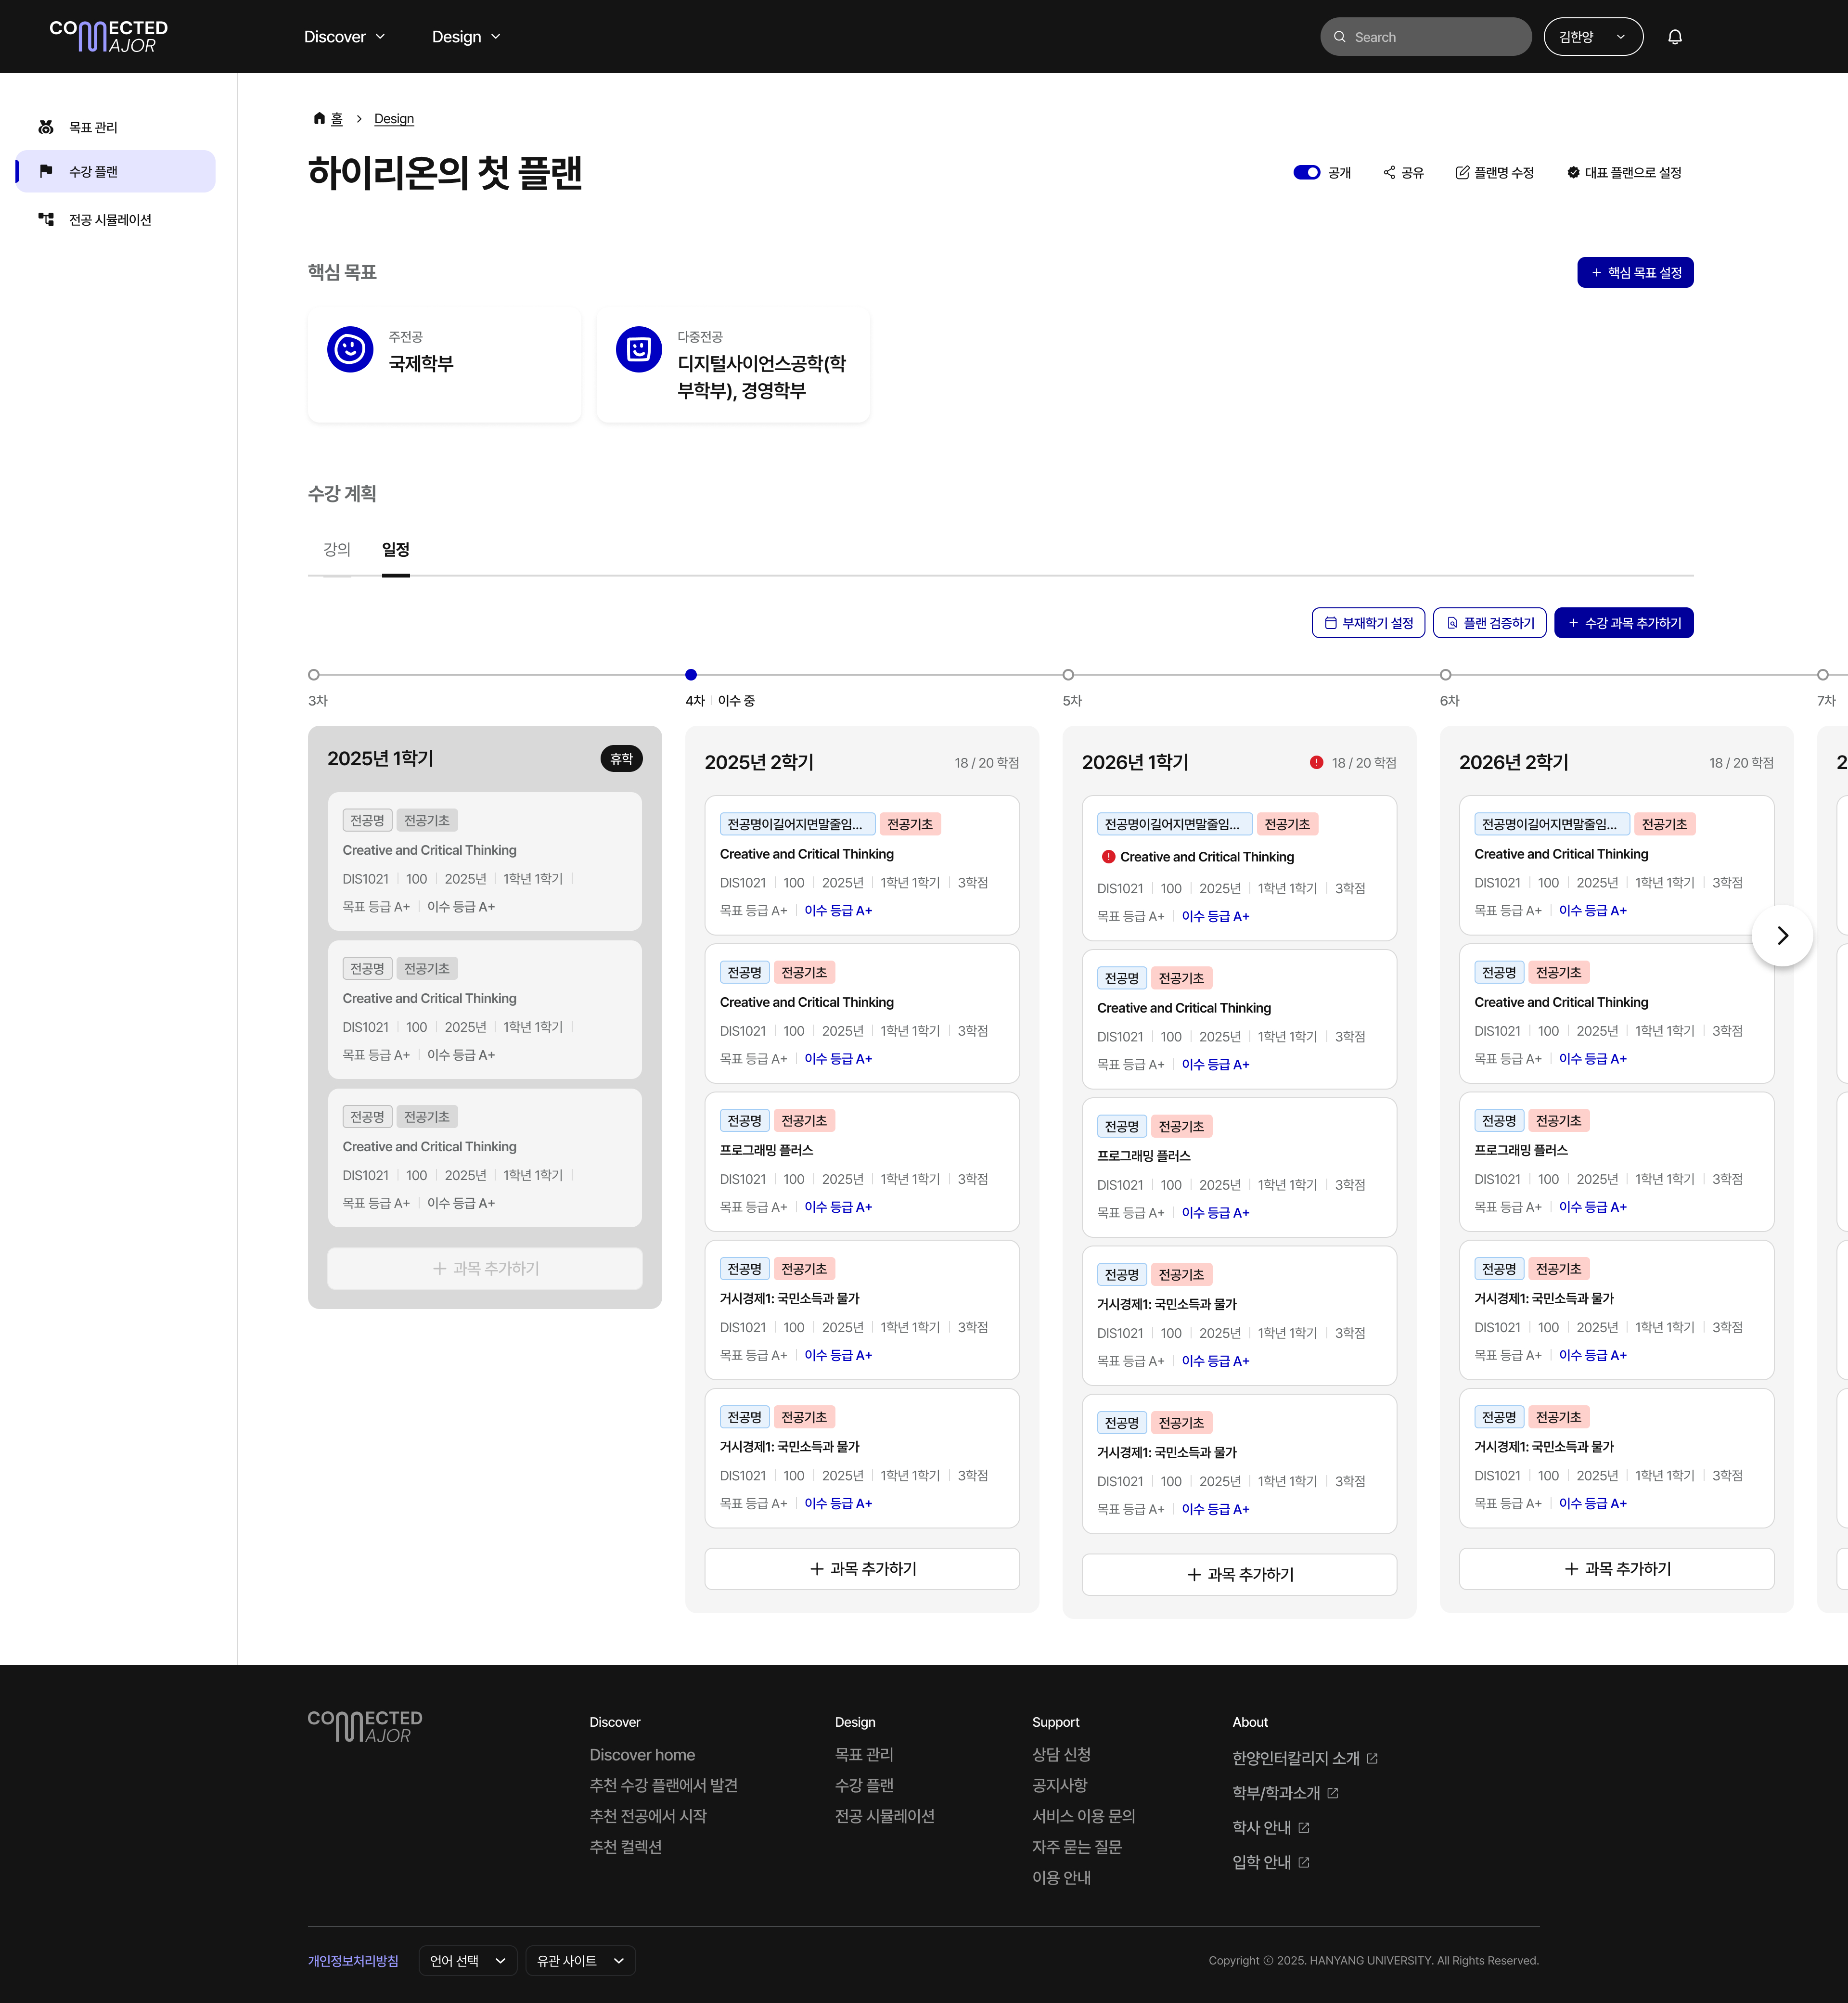 CONNECTED
MAJOR
Discover
Design
Search
김한양
목표 관리
수강 플랜
전공 시뮬레이션
홈
Design
하이리온의 첫 플랜
공개
공유
플랜명 수정
대표 플랜으로 설정
핵심 목표
+ 핵심 목표 설정
주전공
국제학부
다중전공
디지털사이언스공학(학
부학부), 경영학부
수강 계획
강의
일정
부재학기 설정
플랜 검증하기
+ 수강 과목 추가하기
3차
4차 | 이수 중
5차
6차
7차
2025년 1학기
휴학
전공명 전공기초
Creative and Critical Thinking
DIS1021 | 100 | 2025년 | 1학년 1학기 |
목표 등급 A+ | 이수 등급 A+
전공명 전공기초
Creative and Critical Thinking
DIS1021 | 100 | 2025년 | 1학년 1학기 |
목표 등급 A+ | 이수 등급 A+
전공명 전공기초
Creative and Critical Thinking
DIS1021 | 100 | 2025년 | 1학년 1학기 |
목표 등급 A+ | 이수 등급 A+
+ 과목 추가하기
2025년 2학기
18 / 20 학점
전공명이길어지면말줄임... 전공기초
Creative and Critical Thinking
DIS1021 | 100 | 2025년 | 1학년 1학기 | 3학점
목표 등급 A+ | 이수 등급 A+
전공명 전공기초
Creative and Critical Thinking
DIS1021 | 100 | 2025년 | 1학년 1학기 | 3학점
목표 등급 A+ | 이수 등급 A+
전공명 전공기초
프로그래밍 플러스
DIS1021 | 100 | 2025년 | 1학년 1학기 | 3학점
목표 등급 A+ | 이수 등급 A+
전공명 전공기초
거시경제1: 국민소득과 물가
DIS1021 | 100 | 2025년 | 1학년 1학기 | 3학점
목표 등급 A+ | 이수 등급 A+
전공명 전공기초
거시경제1: 국민소득과 물가
DIS1021 | 100 | 2025년 | 1학년 1학기 | 3학점
목표 등급 A+ | 이수 등급 A+
+ 과목 추가하기
2026년 1학기
18 / 20 학점
전공명이길어지면말줄임... 전공기초
Creative and Critical Thinking
DIS1021 | 100 | 2025년 | 1학년 1학기 | 3학점
목표 등급 A+ | 이수 등급 A+
전공명 전공기초
Creative and Critical Thinking
DIS1021 | 100 | 2025년 | 1학년 1학기 | 3학점
목표 등급 A+ | 이수 등급 A+
전공명 전공기초
프로그래밍 플러스
DIS1021 | 100 | 2025년 | 1학년 1학기 | 3학점
목표 등급 A+ | 이수 등급 A+
전공명 전공기초
거시경제1: 국민소득과 물가
DIS1021 | 100 | 2025년 | 1학년 1학기 | 3학점
목표 등급 A+ | 이수 등급 A+
전공명 전공기초
거시경제1: 국민소득과 물가
DIS1021 | 100 | 2025년 | 1학년 1학기 | 3학점
목표 등급 A+ | 이수 등급 A+
+ 과목 추가하기
2026년 2학기
18 / 20 학점
전공명이길어지면말줄임... 전공기초
Creative and Critical Thinking
DIS1021 | 100 | 2025년 | 1학년 1학기 | 3학점
목표 등급 A+ | 이수 등급 A+
전공명 전공기초
Creative and Critical Thinking
DIS1021 | 100 | 2025년 | 1학년 1학기 | 3학점
목표 등급 A+ | 이수 등급 A+
전공명 전공기초
프로그래밍 플러스
DIS1021 | 100 | 2025년 | 1학년 1학기 | 3학점
목표 등급 A+ | 이수 등급 A+
전공명 전공기초
거시경제1: 국민소득과 물가
DIS1021 | 100 | 2025년 | 1학년 1학기 | 3학점
목표 등급 A+ | 이수 등급 A+
전공명 전공기초
거시경제1: 국민소득과 물가
DIS1021 | 100 | 2025년 | 1학년 1학기 | 3학점
목표 등급 A+ | 이수 등급 A+
+ 과목 추가하기
2
CONNECTED
MAJOR
Discover
Discover home
추천 수강 플랜에서 발견
추천 전공에서 시작
추천 컬렉션
Design
목표 관리
수강 플랜
전공 시뮬레이션
Support
상담 신청
공지사항
서비스 이용 문의
자주 묻는 질문
이용 안내
About
한양인터칼리지 소개
학부/학과소개
학사 안내
입학 안내
개인정보처리방침
언어 선택
유관 사이트
Copyright ⓒ 2025. HANYANG UNIVERSITY. All Rights Reserved.